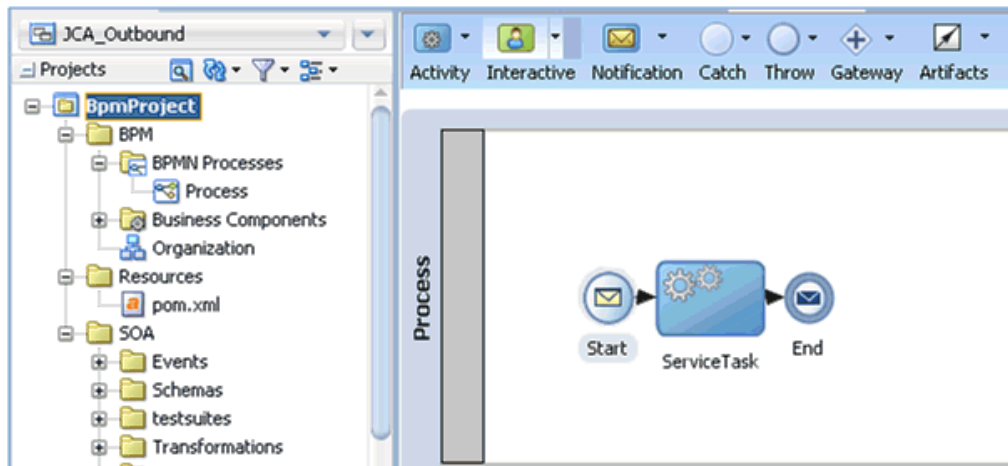 JCA_Outbound
Projects
BpmProject
BPM
BPMN Processes
Process
Business Components
Organization
Resources
pom.xml
SOA
Events
Schemas
testsuites
Transformations
Activity Interactive Notification Catch Throw Gateway Artifacts
Process
Start
ServiceTask
End